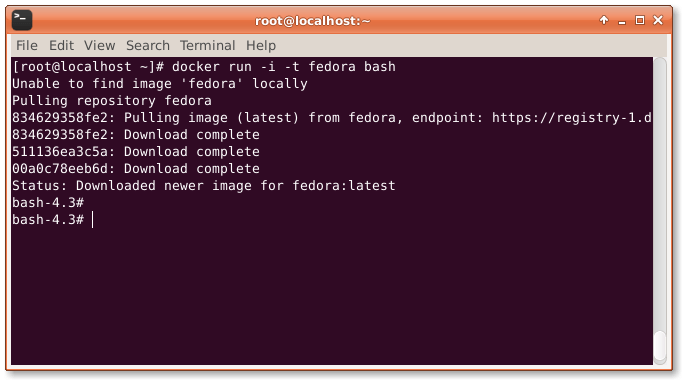 root@localhost:~
File Edit View Search Terminal Help
[root@localhost ~]# docker run -i -t fedora bash
Unable to find image 'fedora' locally
Pulling repository fedora
834629358fe2: Pulling image (latest) from fedora, endpoint: https://registry-1.d
834629358fe2: Download complete
511136ea3c5a: Download complete
00a0c78eeb6d: Download complete
Status: Downloaded newer image for fedora:latest
bash-4.3#
bash-4.3#